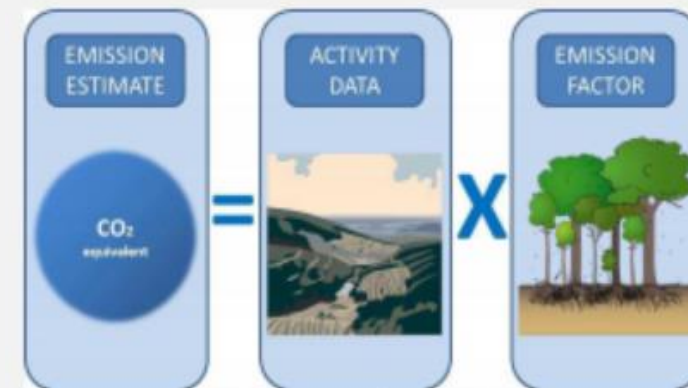 EMISSION
ESTIMATE
CO₂
equivalent
=
ACTIVITY
DATA
X
EMISSION
FACTOR